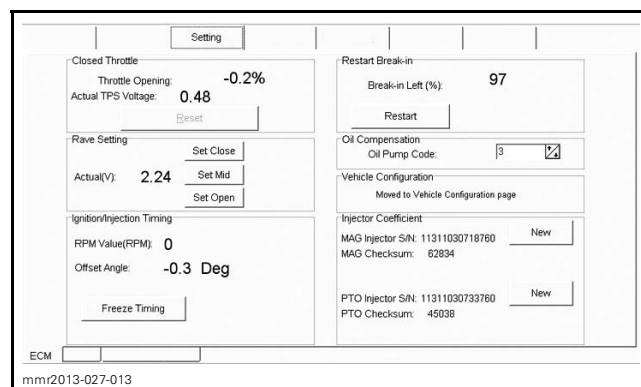 Setting
Closed Throttle
Throttle Opening: -0.2%
Actual TPS Voltage: 0.48
Reset
Rave Setting
Set Close
Actual(V): 2.24 Set Mid
Set Open
Ignition/Injection Timing
RPM Value(RPM): 0
Offset Angle: -0.3 Deg
Freeze Timing
Restart Break-in
Break-in Left (%): 97
Restart
Oil Compensation
Oil Pump Code: 3
Vehicle Configuration
Moved to Vehicle Configuration page
Injector Coefficient
MAG Injector S/N: 11311030718760 New
MAG Checksum: 62834
PTO Injector S/N: 11311030733760 New
PTO Checksum: 45038
ECM
mmr2013-027-013